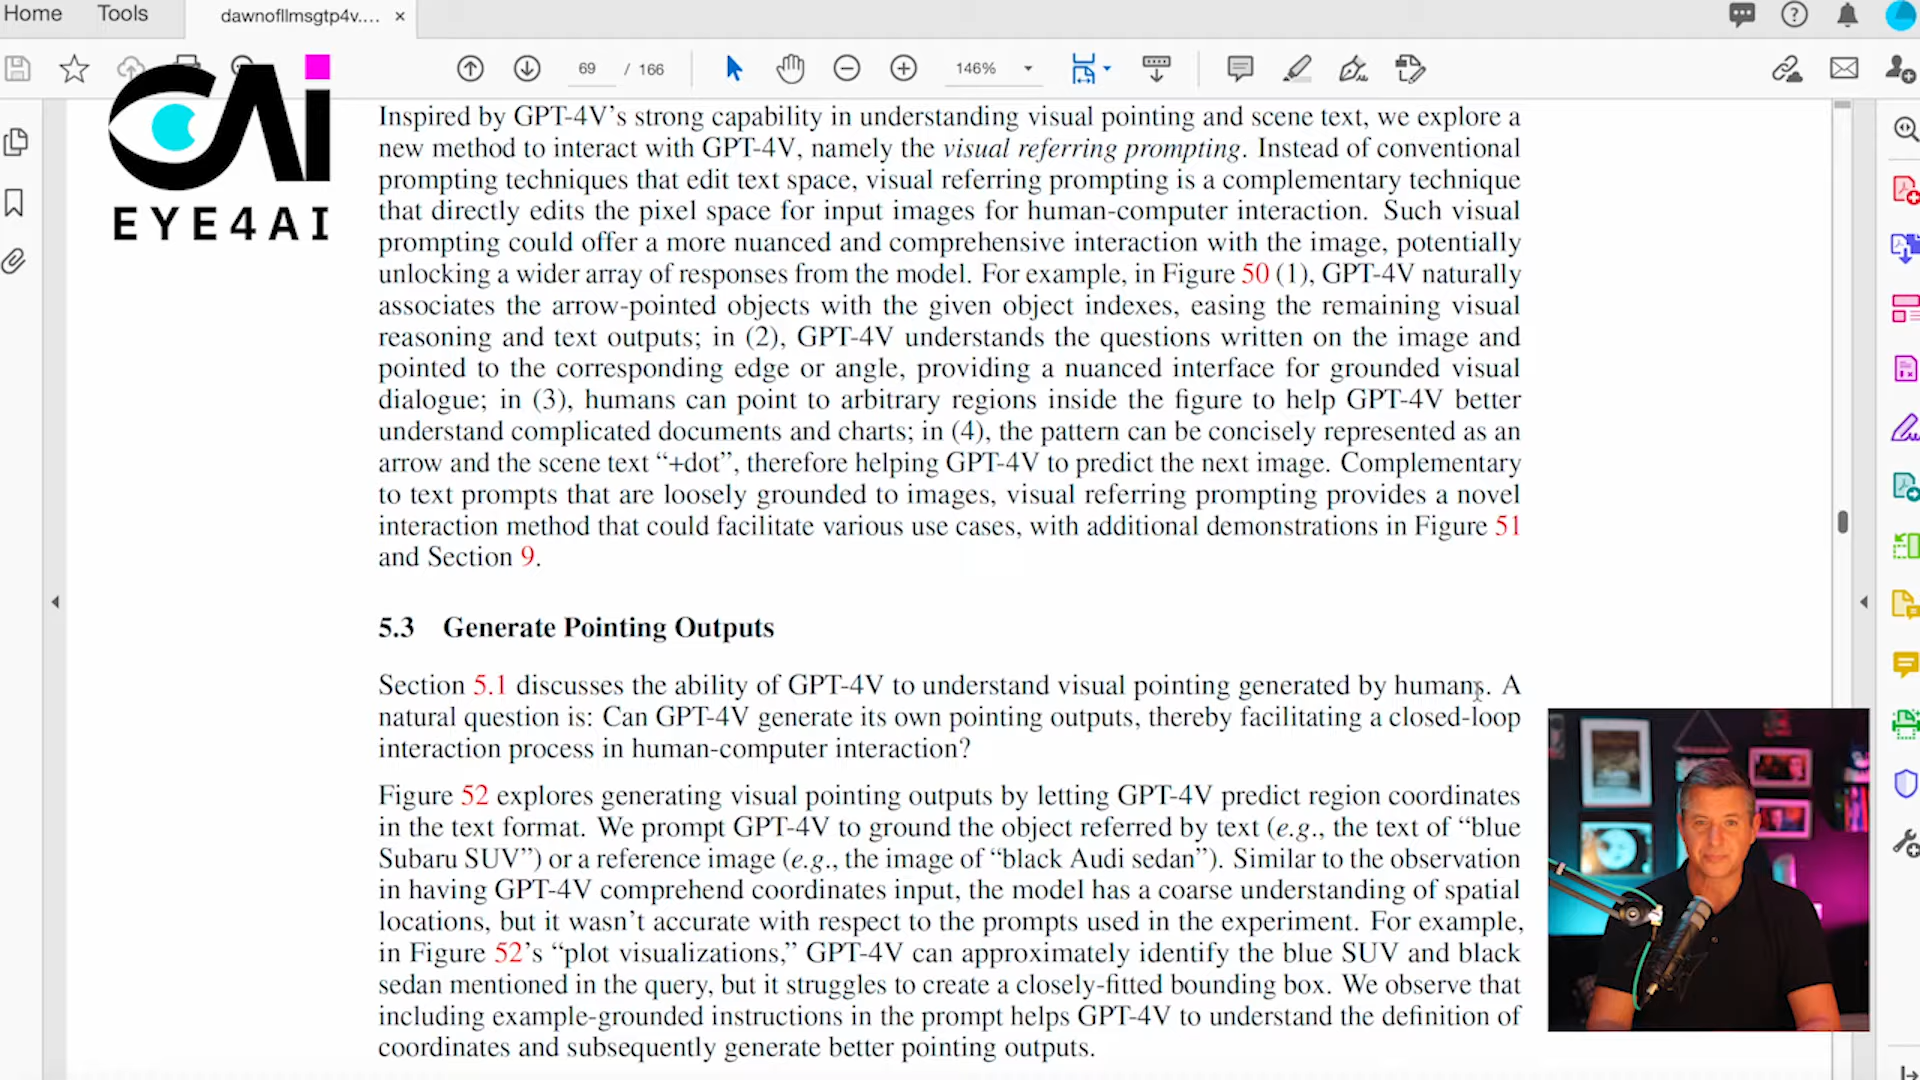 Home Tools dawnofllmsgtp4v.... ×
69 / 166 146%
EYE4AI
Inspired by GPT-4V’s strong capability in understanding visual pointing and scene text, we explore a
new method to interact with GPT-4V, namely the visual referring prompting. Instead of conventional
prompting techniques that edit text space, visual referring prompting is a complementary technique
that directly edits the pixel space for input images for human-computer interaction. Such visual
prompting could offer a more nuanced and comprehensive interaction with the image, potentially
unlocking a wider array of responses from the model. For example, in Figure 50 (1), GPT-4V naturally
associates the arrow-pointed objects with the given object indexes, easing the remaining visual
reasoning and text outputs; in (2), GPT-4V understands the questions written on the image and
pointed to the corresponding edge or angle, providing a nuanced interface for grounded visual
dialogue; in (3), humans can point to arbitrary regions inside the figure to help GPT-4V better
understand complicated documents and charts; in (4), the pattern can be concisely represented as an
arrow and the scene text “+dot”, therefore helping GPT-4V to predict the next image. Complementary
to text prompts that are loosely grounded to images, visual referring prompting provides a novel
interaction method that could facilitate various use cases, with additional demonstrations in Figure 51
and Section 9.
5.3 Generate Pointing Outputs
Section 5.1 discusses the ability of GPT-4V to understand visual pointing generated by humans. A
natural question is: Can GPT-4V generate its own pointing outputs, thereby facilitating a closed-loop
interaction process in human-computer interaction?
Figure 52 explores generating visual pointing outputs by letting GPT-4V predict region coordinates
in the text format. We prompt GPT-4V to ground the object referred by text (e.g., the text of “blue
Subaru SUV”) or a reference image (e.g., the image of “black Audi sedan”). Similar to the observation
in having GPT-4V comprehend coordinates input, the model has a coarse understanding of spatial
locations, but it wasn’t accurate with respect to the prompts used in the experiment. For example,
in Figure 52’s “plot visualizations,” GPT-4V can approximately identify the blue SUV and black
sedan mentioned in the query, but it struggles to create a closely-fitted bounding box. We observe that
including example-grounded instructions in the prompt helps GPT-4V to understand the definition of
coordinates and subsequently generate better pointing outputs.